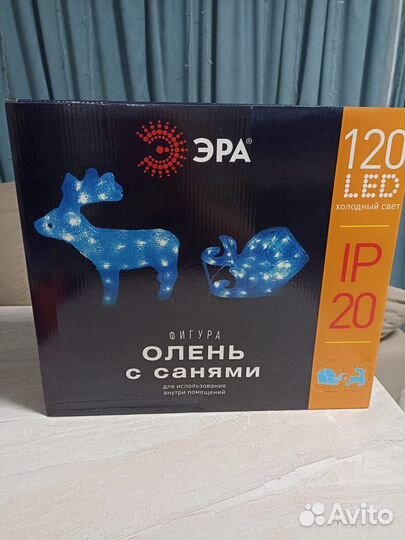 ЭРА®
120
LED
холодный свет
IP
20
ФИГУРА
ОЛЕНЬ
С САНЯМИ
для использования
внутри помещений
Avito